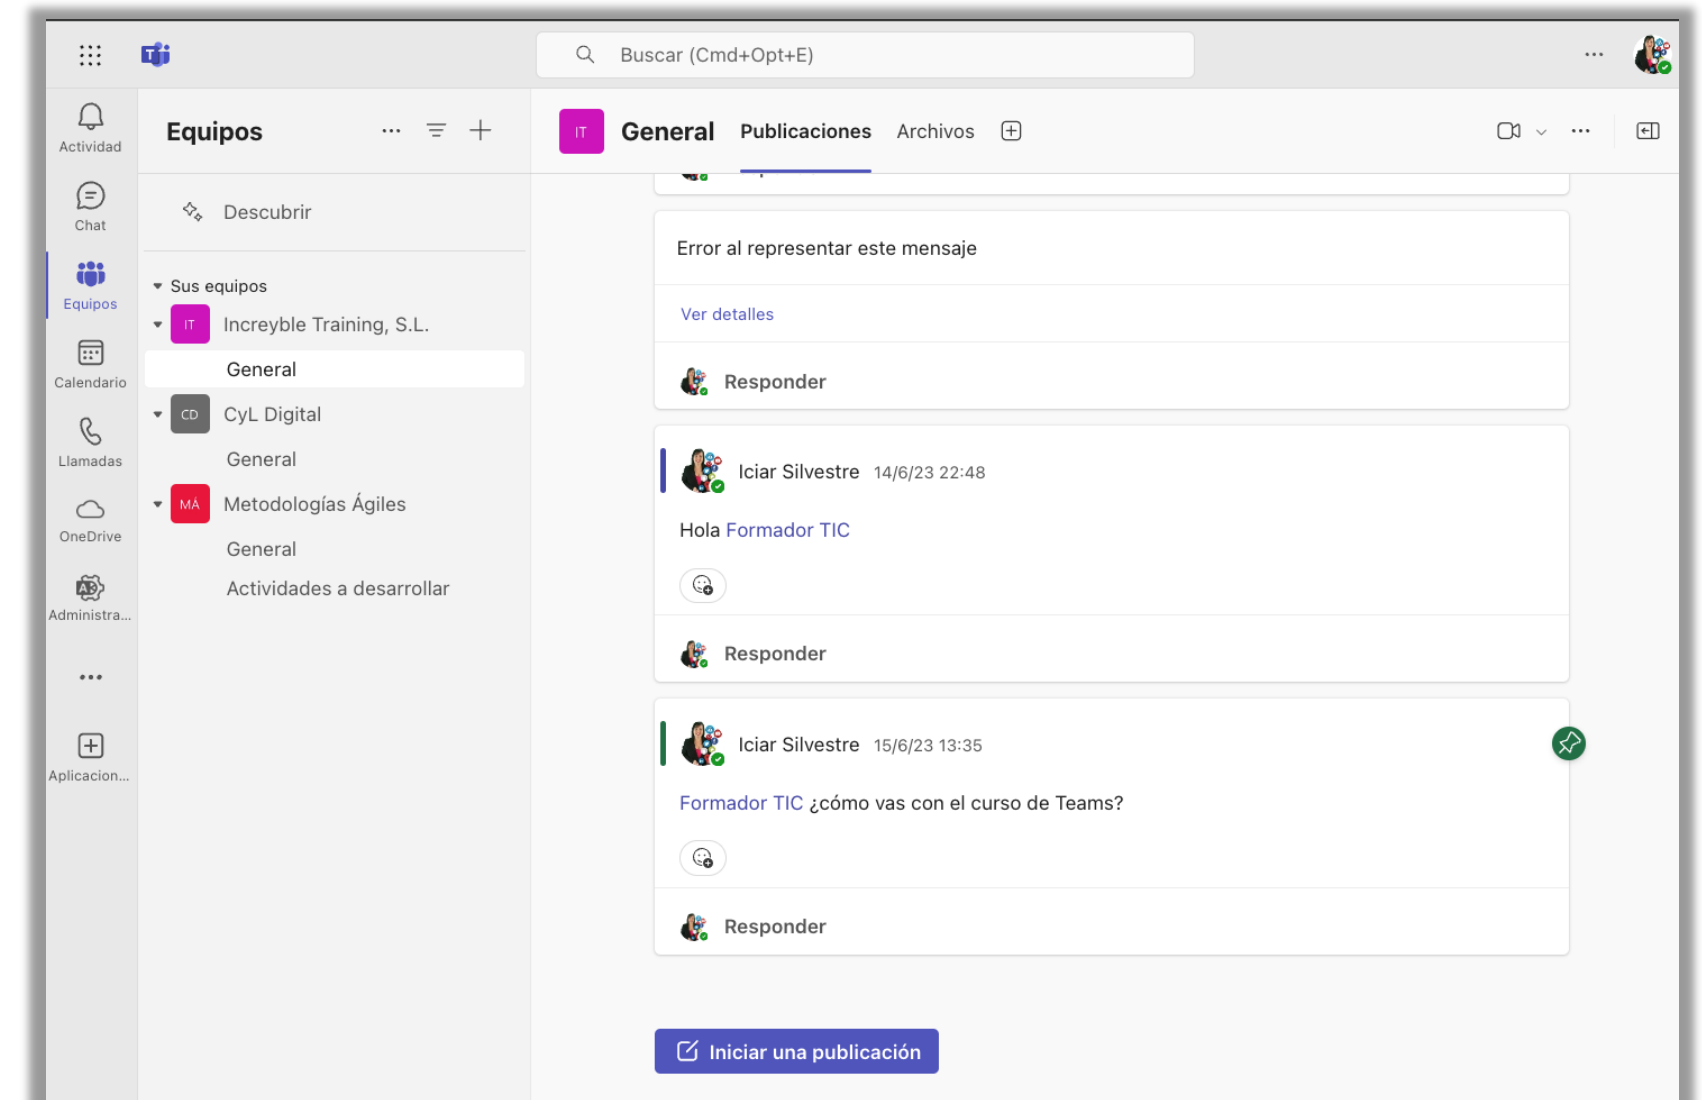 Buscar (Cmd+Opt+E)
Actividad
Chat
Equipos
Calendario
Llamadas
OneDrive
Administra...
Aplicacion...
Equipos
Descubrir
Sus equipos
IT Increyble Training, S.L.
General
CD CyL Digital
General
MÁ Metodologías Ágiles
General
Actividades a desarrollar
IT General Publicaciones Archivos
Error al representar este mensaje
Ver detalles
Responder
Iciar Silvestre 14/6/23 22:48
Hola Formador TIC
Responder
Iciar Silvestre 15/6/23 13:35
Formador TIC ¿cómo vas con el curso de Teams?
Responder
Iniciar una publicación